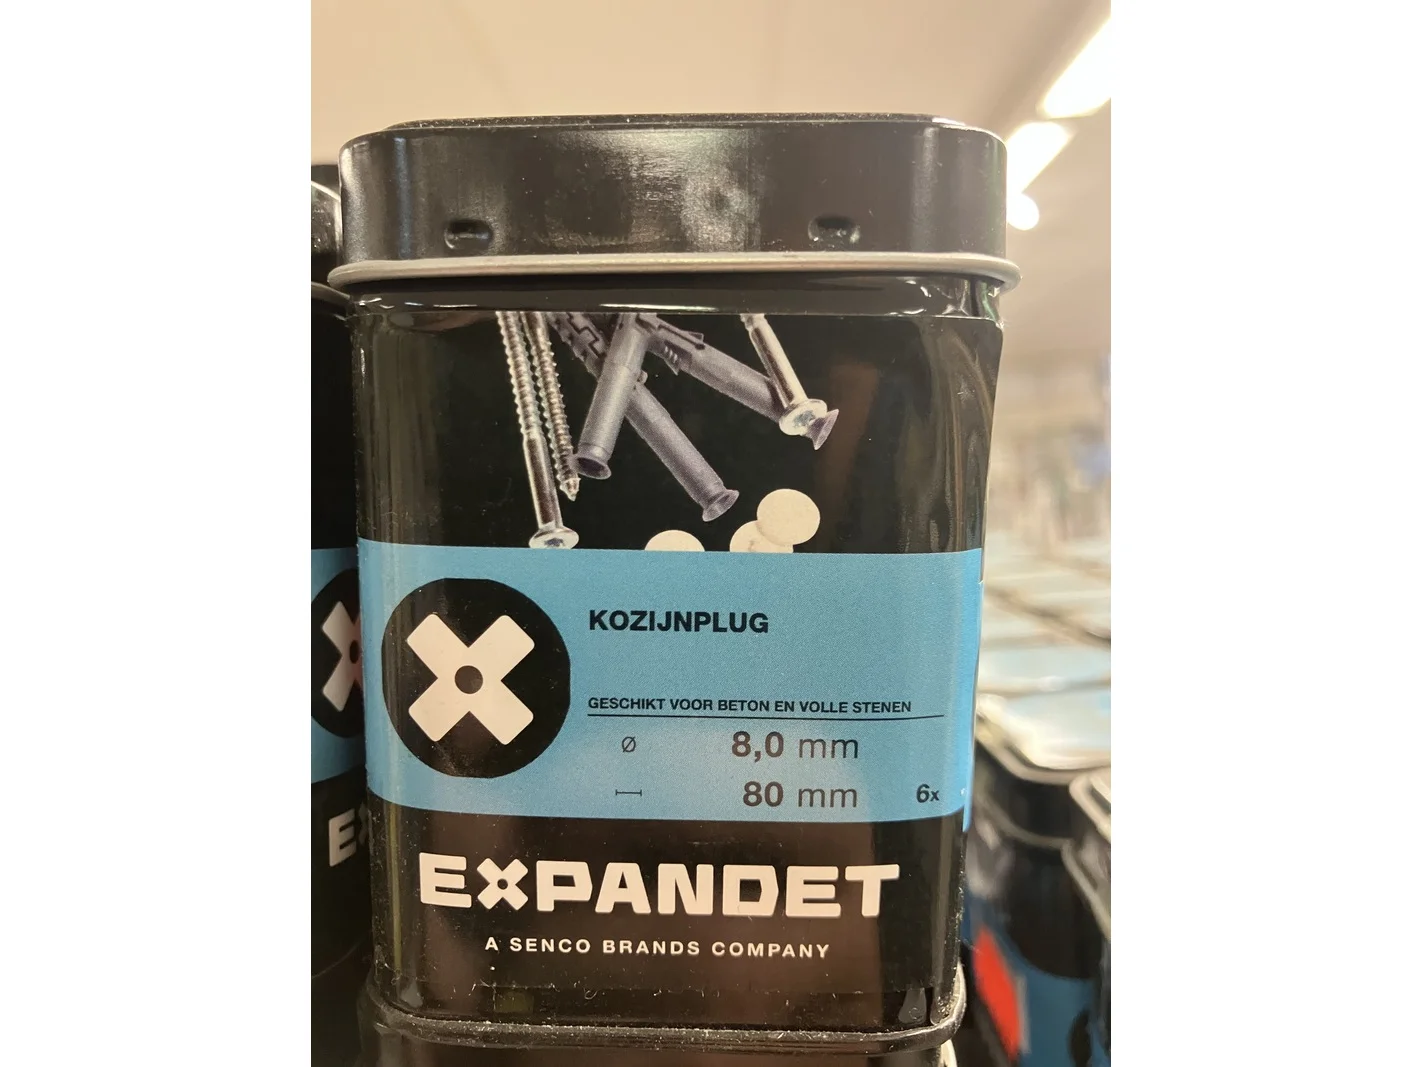 KOZIJNPLUG
GESCHIKT VOOR BETON EN VOLLE STENEN
Ø 8,0 mm
80 mm 6x
EXPANDET
A SENCO BRANDS COMPANY
E